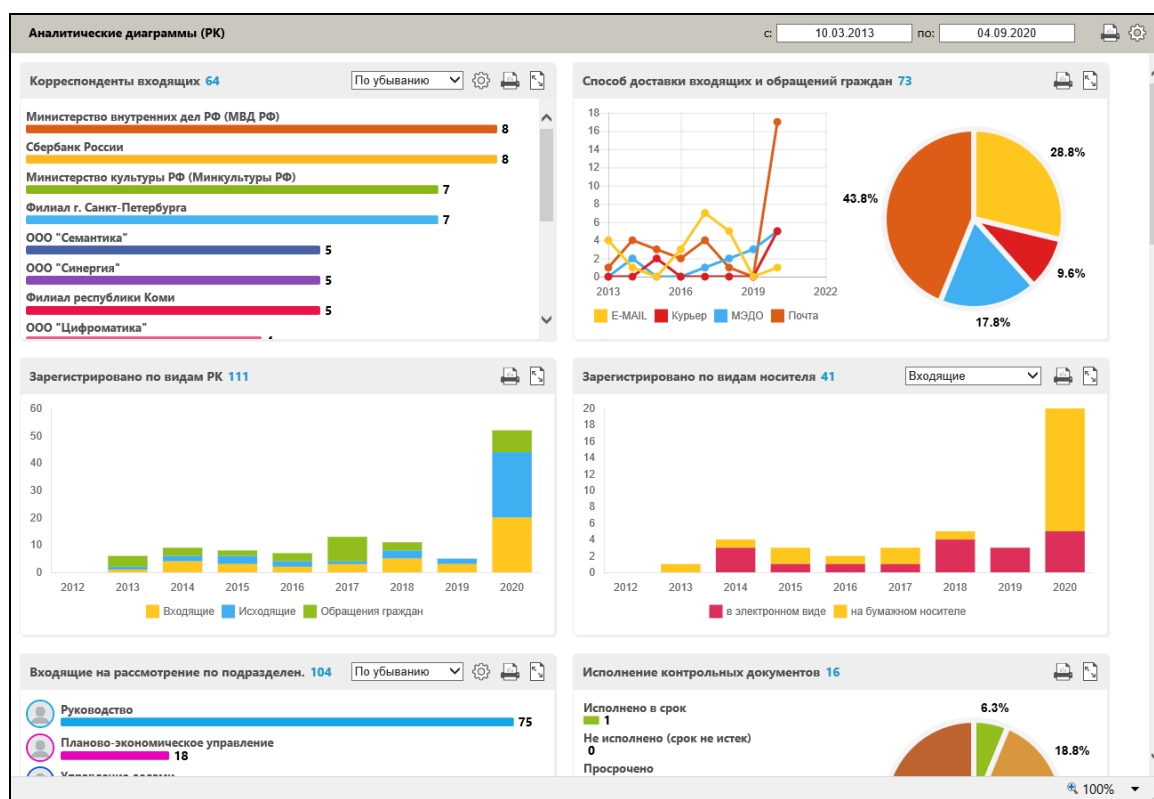 Аналитические диаграммы (РК)
с: 10.03.2013 по: 04.09.2020
Корреспонденты входящих 64
По убыванию
Министерство внутренних дел РФ (МВД РФ)
8
Сбербанк России
8
Министерство культуры РФ (Минкультуры РФ)
7
Филиал г. Санкт-Петербурга
7
ООО "Семантика"
5
ООО "Синергия"
5
Филиал республики Коми
5
ООО "Цифроматика"
Способ доставки входящих и обращений граждан 73
18
16
14
12
10
8
6
4
2
0
2013 2016 2019 2022
E-MAIL Курьер МЭДО Почта
28.8%
43.8%
9.6%
17.8%
Зарегистрировано по видам РК 111
60
50
40
30
20
10
0
2012 2013 2014 2015 2016 2017 2018 2019 2020
Входящие Исходящие Обращения граждан
Зарегистрировано по видам носителя 41
Входящие
20
18
16
14
12
10
8
6
4
2
0
2012 2013 2014 2015 2016 2017 2018 2019 2020
в электронном виде на бумажном носителе
Входящие на рассмотрение по подразделен. 104
По убыванию
Руководство
75
Планово-экономическое управление
18
Исполнение контрольных документов 16
Исполнено в срок
1
Не исполнено (срок не истек)
0
Просрочено
6.3%
18.8%
100%